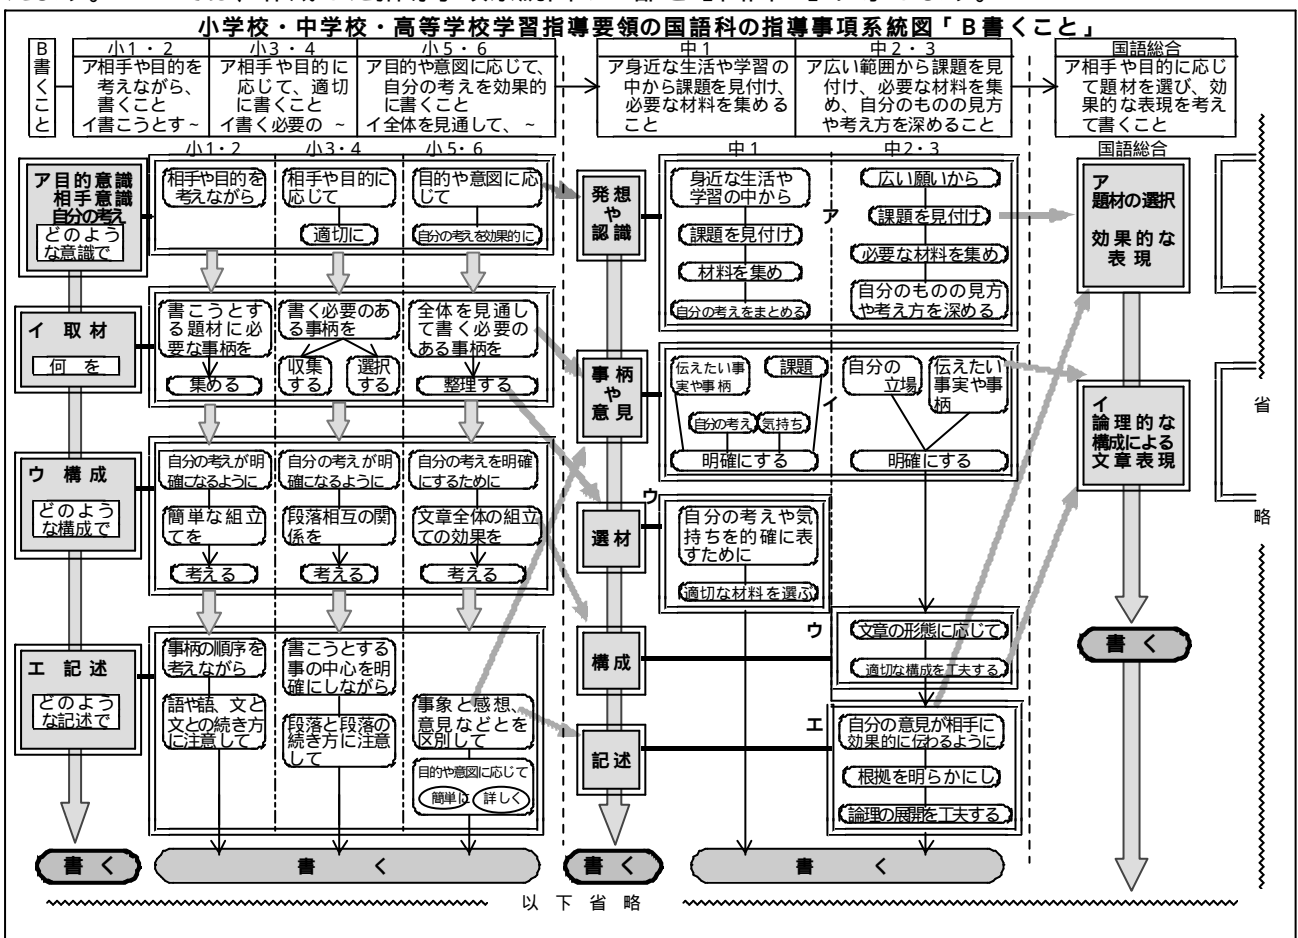 小学校・中学校・高等学校学習指導要領の国語科の指導事項系統図「B書くこと」
B書くこと
小1・2
ア相手や目的を
考えながら、
書くこと
イ書こうとす~
小3・4
ア相手や目的に
応じて、適切
に書くこと
イ書く必要の ~
小5・6
ア目的や意図に応じて、
自分の考えを効果的
に書くこと
イ全体を見通して、~
中1
ア身近な生活や学習の
中から課題を見付け、
必要な材料を集める
こと
中2・3
ア広い範囲から課題を見
付け、必要な材料を集
め、自分のものの見方
や考え方を深めること
国語総合
ア相手や目的に応じ
て題材を選び、効
果的な表現を考え
て書くこと
小1・2
小3・4
小5・6
中1
中2・3
国語総合
ア目的意識
相手意識
自分の考え
どのよう
な意識で
相手や目的を
考えながら
相手や目的に
応じて
適切に
目的や意図に応
じて
自分の考えを効果的に
イ 取材
何を
書こうとす
る題材に必
要な事柄を
集める
書く必要のあ
る事柄を
収集
する
選択
する
全体を見通し
て書く必要の
ある事柄を
整理する
ウ 構成
どのよう
な構成で
自分の考えが明
確になるように
簡単な組立
てを
考える
自分の考えが明
確になるように
段落相互の関
係を
考える
自分の考えを明確
にするために
文章全体の組立
ての効果を
考える
エ 記述
どのよう
な記述で
事柄の順序を
考えながら
語や語、文と
文との続き方
に注意して
書こうとする
事の中心を明
確にしながら
段落と段落の
続き方に注意
して
事象と感想、
意見などとを
区別して
目的や意図に応じて
簡単に
詳しく
書く
書く
発想
や
認識
事柄
や
意見
選材
構成
記述
書く
ア
身近な生活や
学習の中から
課題を見付け
材料を集め
自分の考えをまとめる
広い願いから
課題を見付け
必要な材料を集め
自分のものの見方
や考え方を深める
イ
伝えたい事
実や事柄
課題
自分の考え
気持ち
明確にする
自分の
立場
伝えたい
事実や事
柄
明確にする
ウ
自分の考えや気
持ちを的確に表
すために
適切な材料を選ぶ
ウ
文章の形態に応じて
適切な構成を工夫する
エ
自分の意見が相手に
効果的に伝わるように
根拠を明らかにし
論理の展開を工夫する
書く
ア
題材の選択
効果的な
表現
イ
論理的な
構成による
文章表現
書く
省
略
以下省略